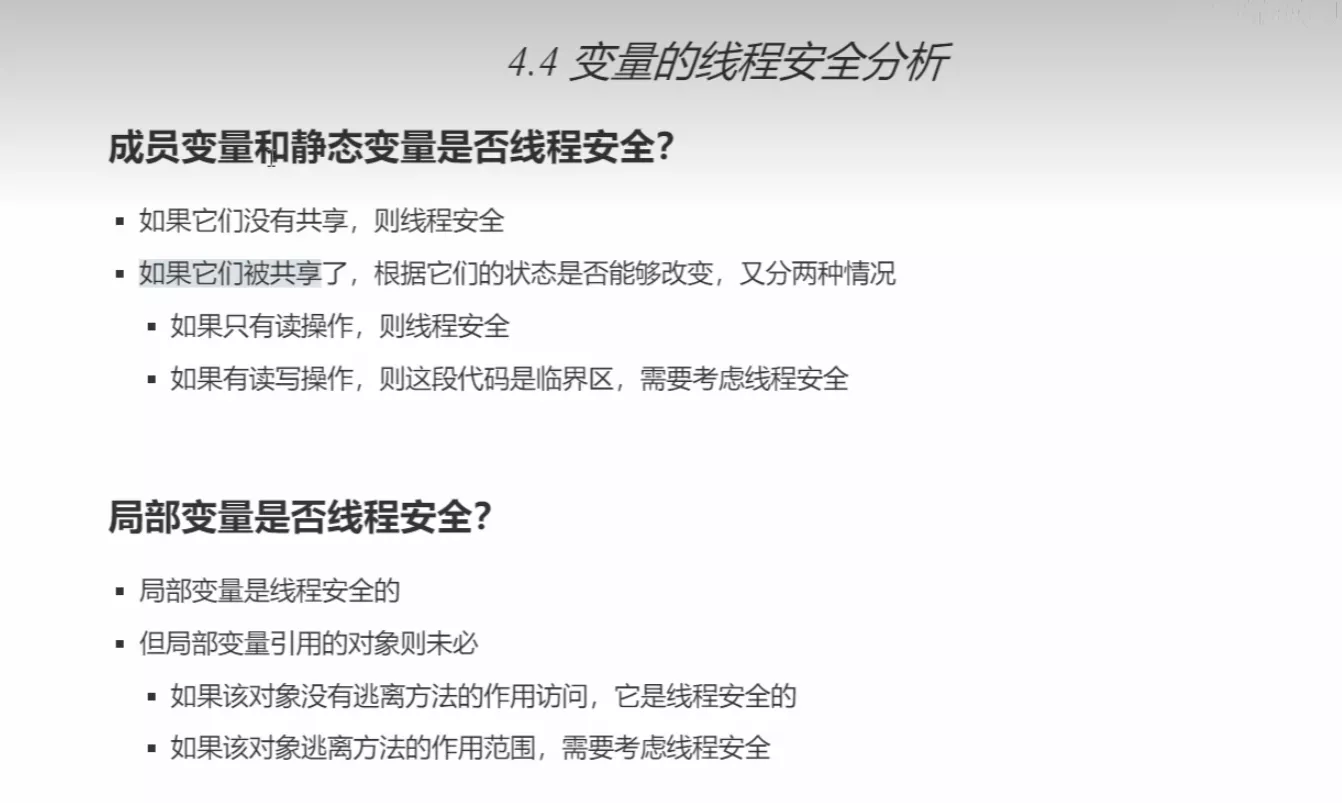 4.4 变量的线程安全分析
成员变量和静态变量是否线程安全?
▪ 如果它们没有共享，则线程安全
▪ 如果它们被共享了，根据它们的状态是否能够改变，又分两种情况
▪ 如果只有读操作，则线程安全
▪ 如果有读写操作，则这段代码是临界区，需要考虑线程安全
局部变量是否线程安全?
▪ 局部变量是线程安全的
▪ 但局部变量引用的对象则未必
▪ 如果该对象没有逃离方法的作用访问，它是线程安全的
▪ 如果该对象逃离方法的作用范围，需要考虑线程安全